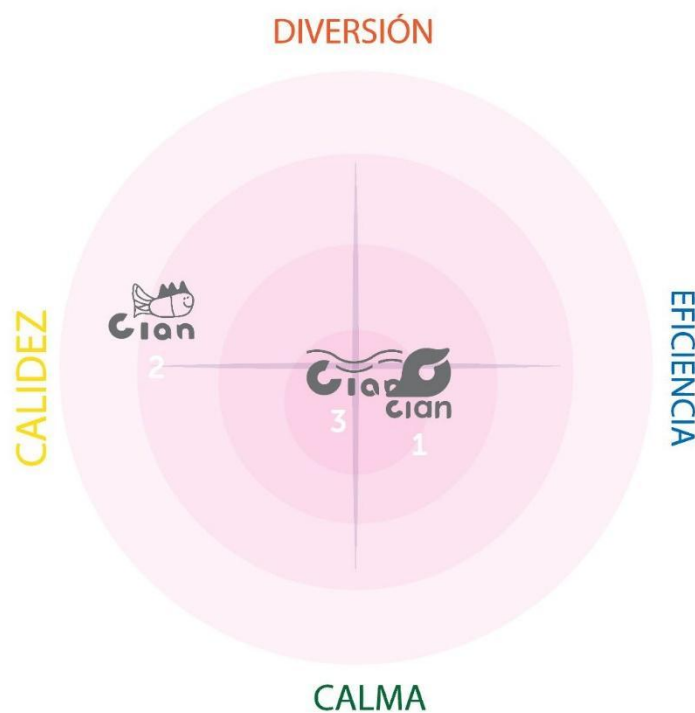 DIVERSIÓN
CALIDEZ
EFICIENCIA
Cian
2
Cian
cian
3
1
CALMA